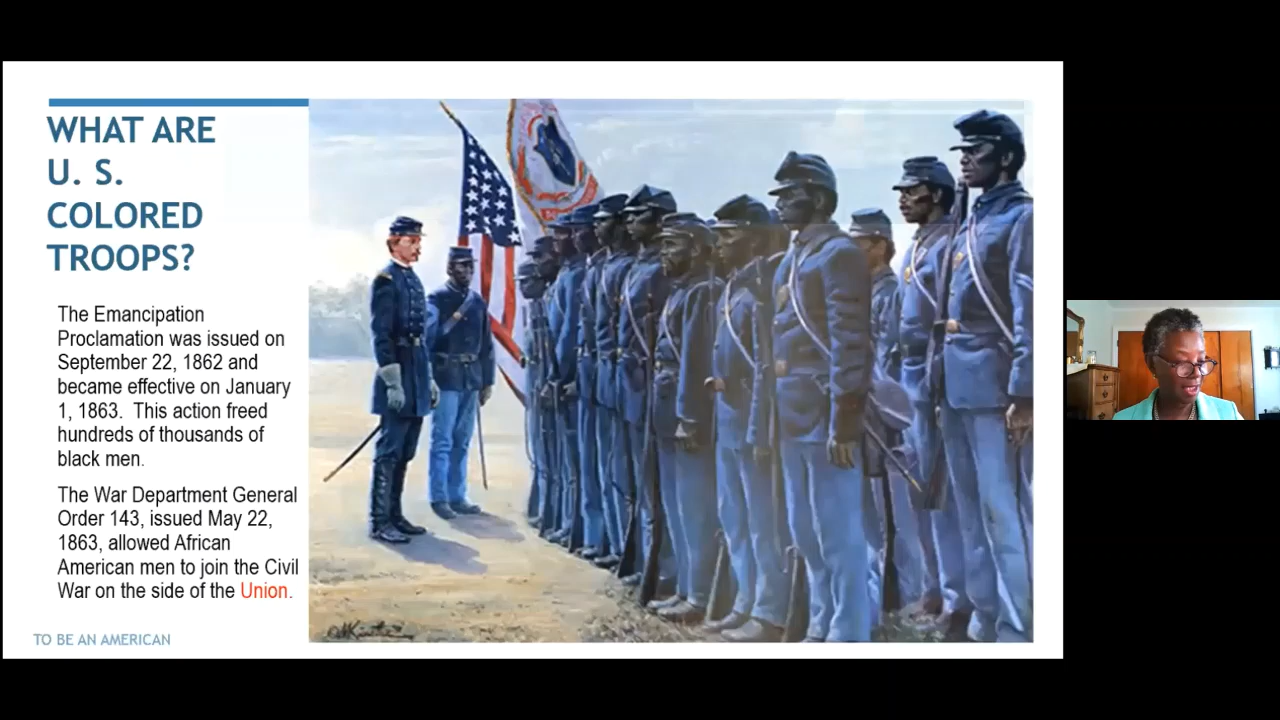 WHAT ARE
U. S.
COLORED
TROOPS?
The Emancipation
Proclamation was issued on
September 22, 1862 and
became effective on January
1, 1863.  This action freed
hundreds of thousands of
black men.
The War Department General
Order 143, issued May 22,
1863, allowed African
American men to join the Civil
War on the side of the Union.
TO BE AN AMERICAN